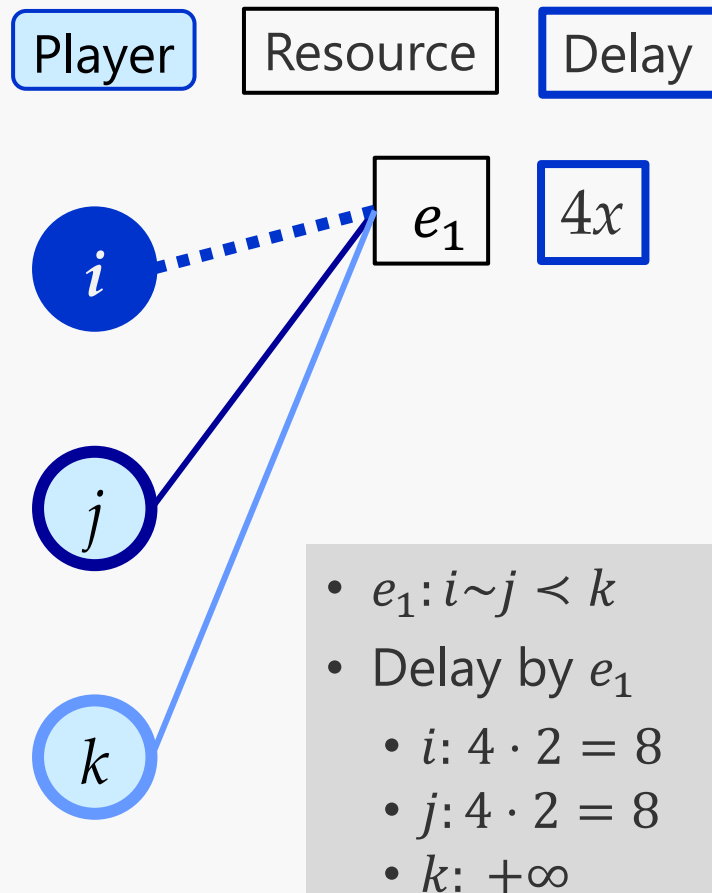 Player Resource Delay
e₁ 4x
i
j
k
• e₁: i~j ≺ k
• Delay by e₁
• i: 4 · 2 = 8
• j: 4 · 2 = 8
• k: +∞